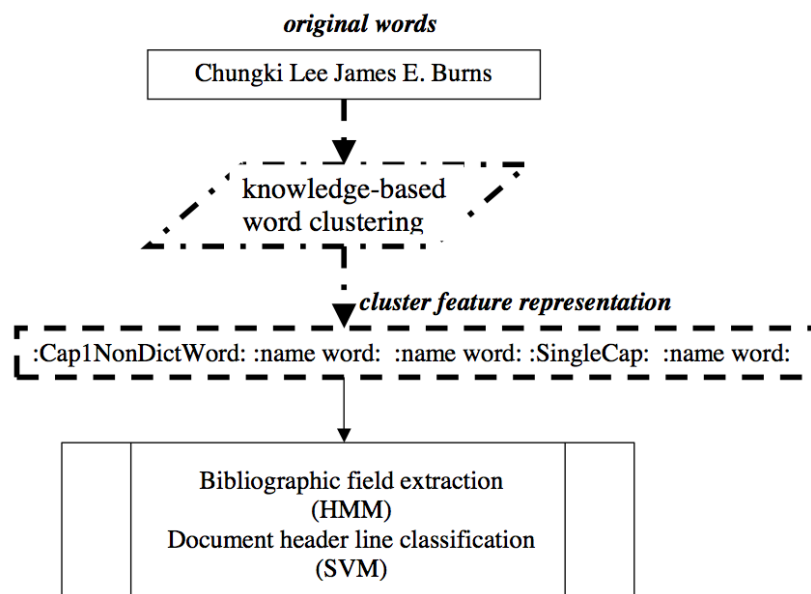 original words
Chungki Lee James E. Burns
knowledge-based
word clustering
cluster feature representation
:Cap1NonDictWord: :name word: :name word: :SingleCap: :name word:
Bibliographic field extraction
(HMM)
Document header line classification
(SVM)